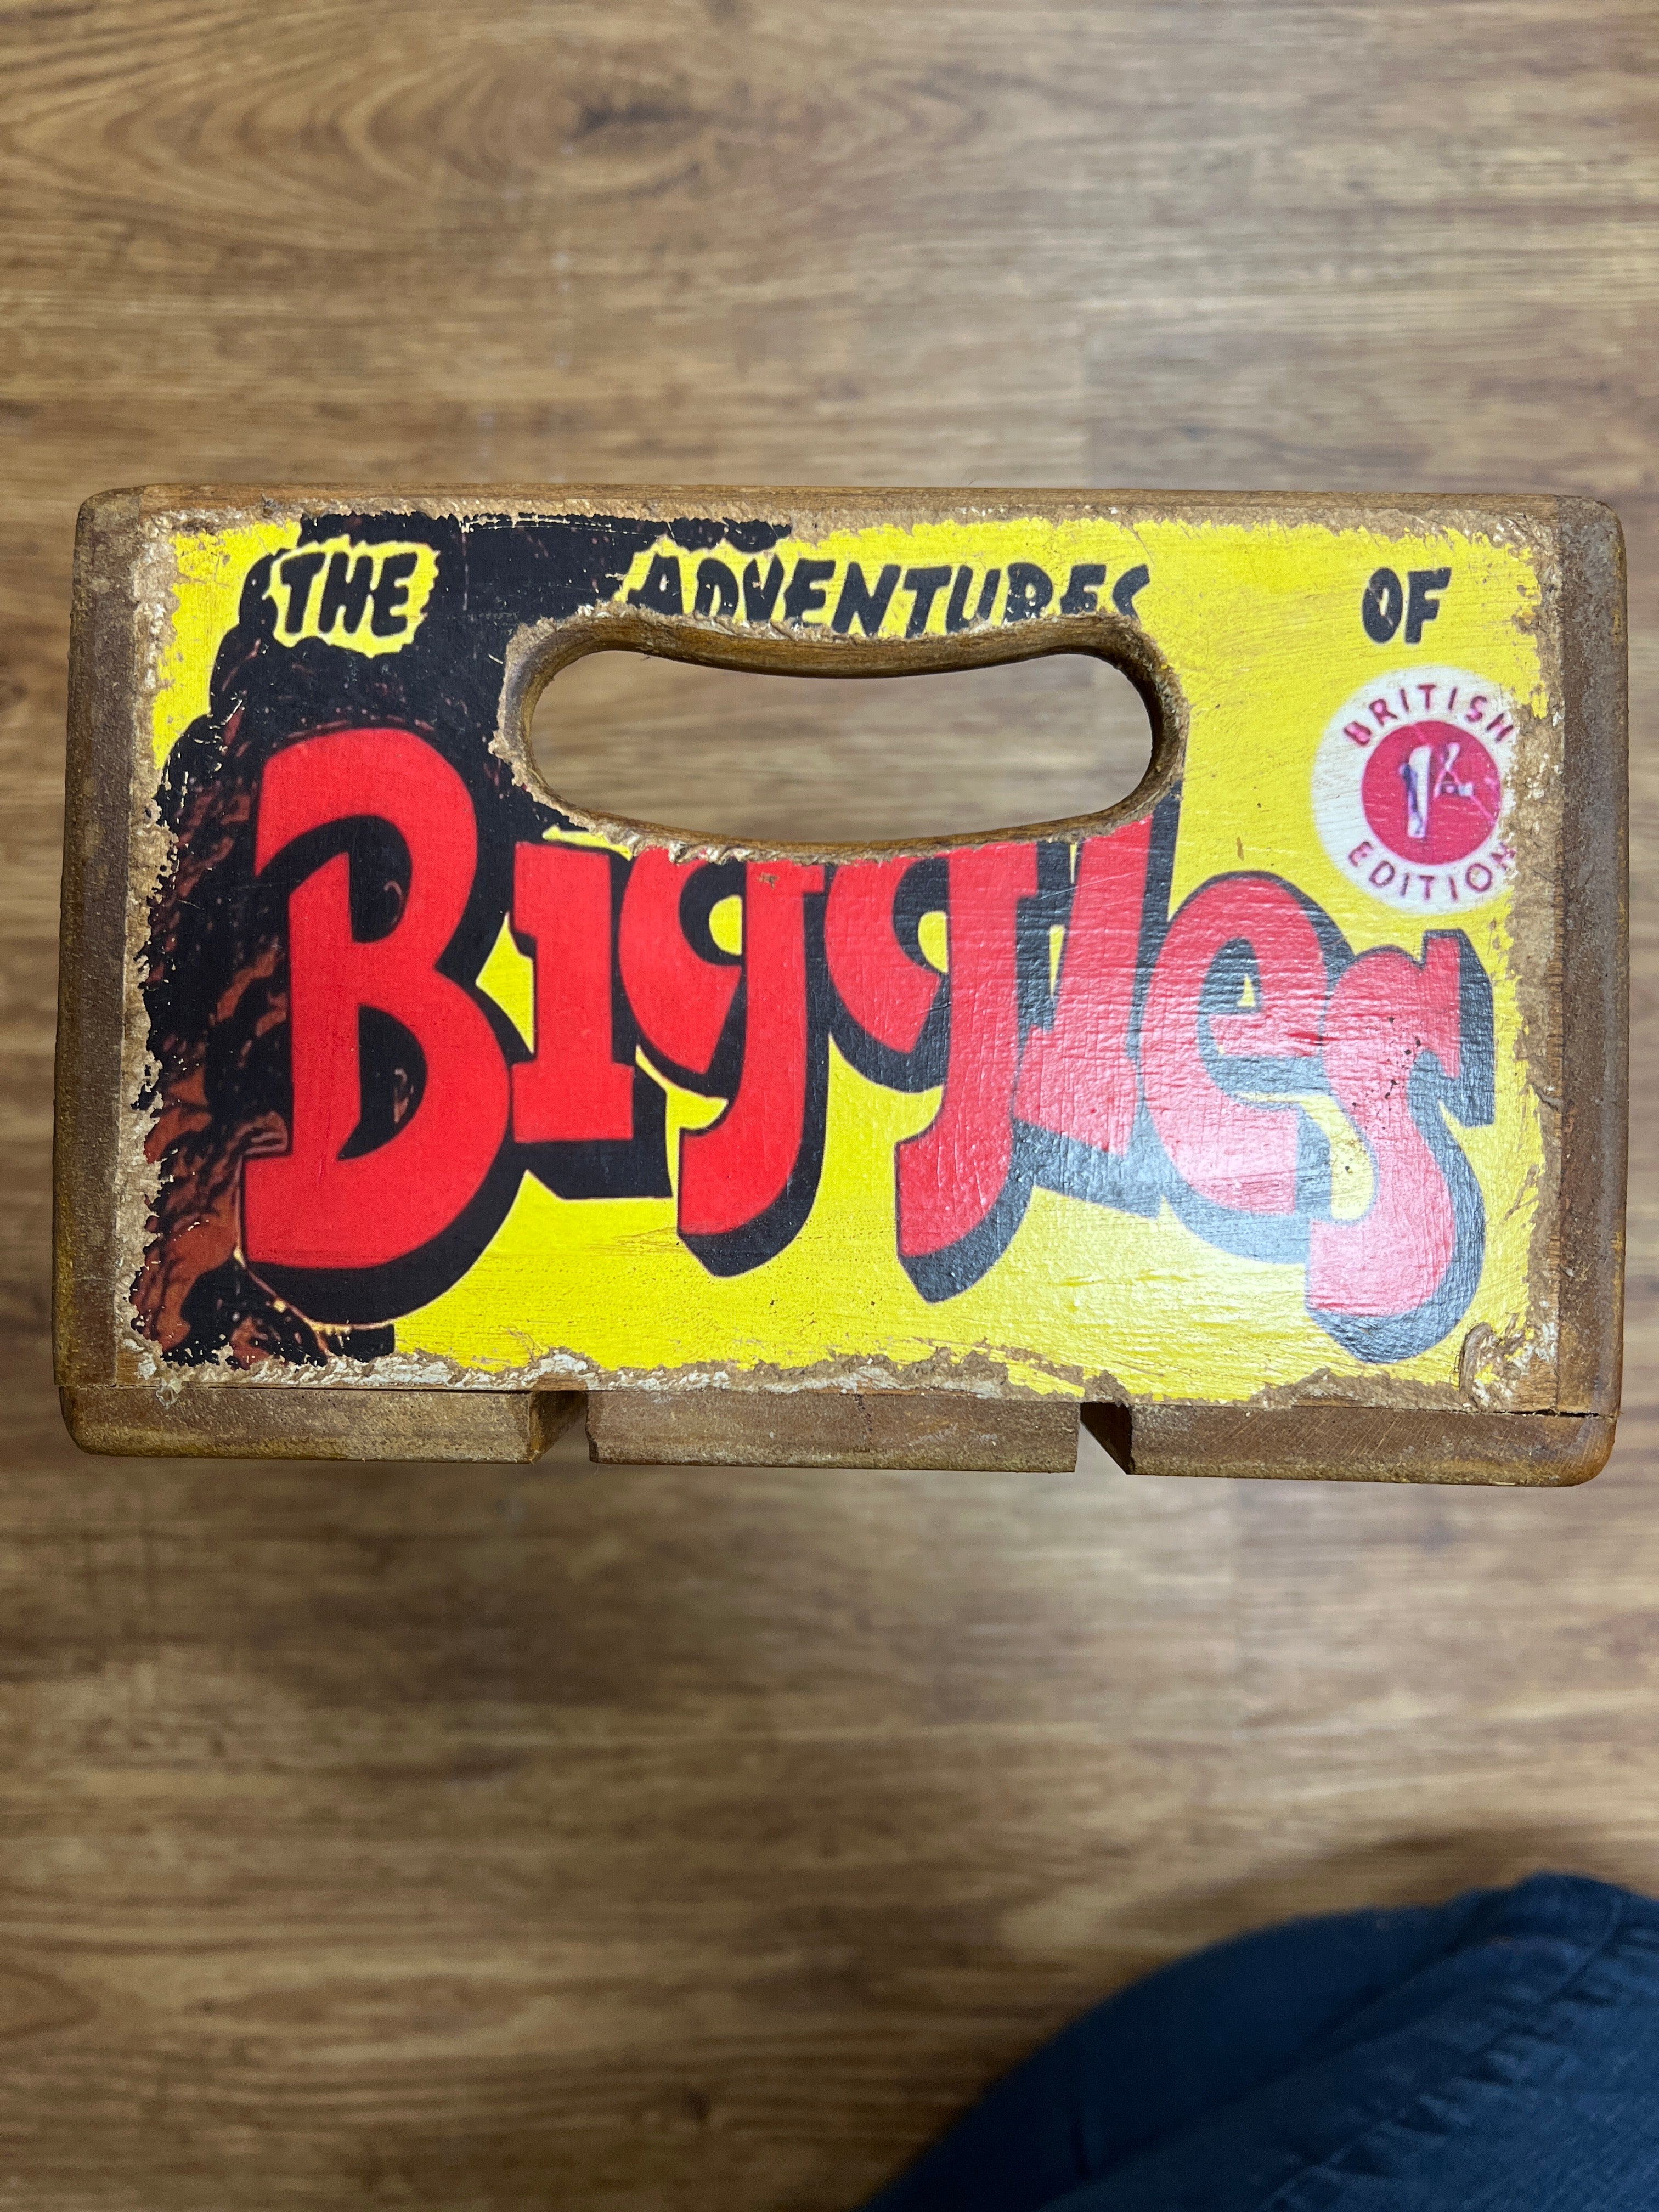 THE ADVENTURES OF
BRITISH
1/-
EDITION
Biggles